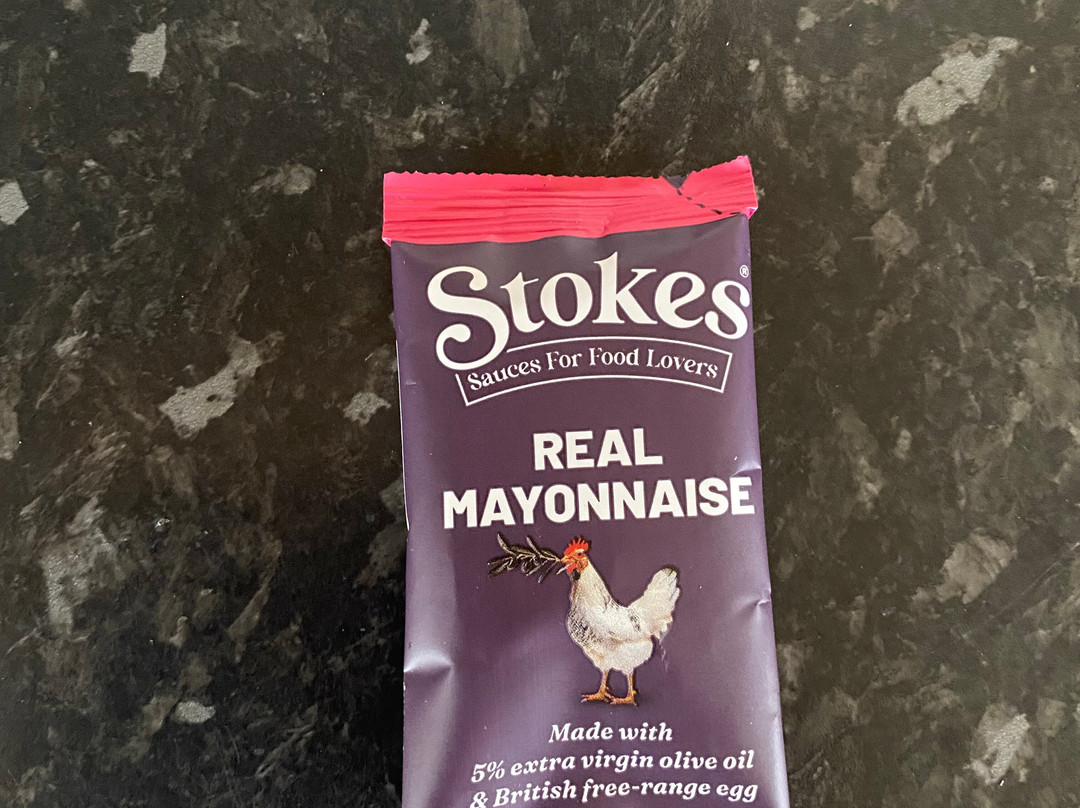 Stokes®
Sauces For Food Lovers
REAL
MAYONNAISE
Made with
5% extra virgin olive oil
& British free-range egg